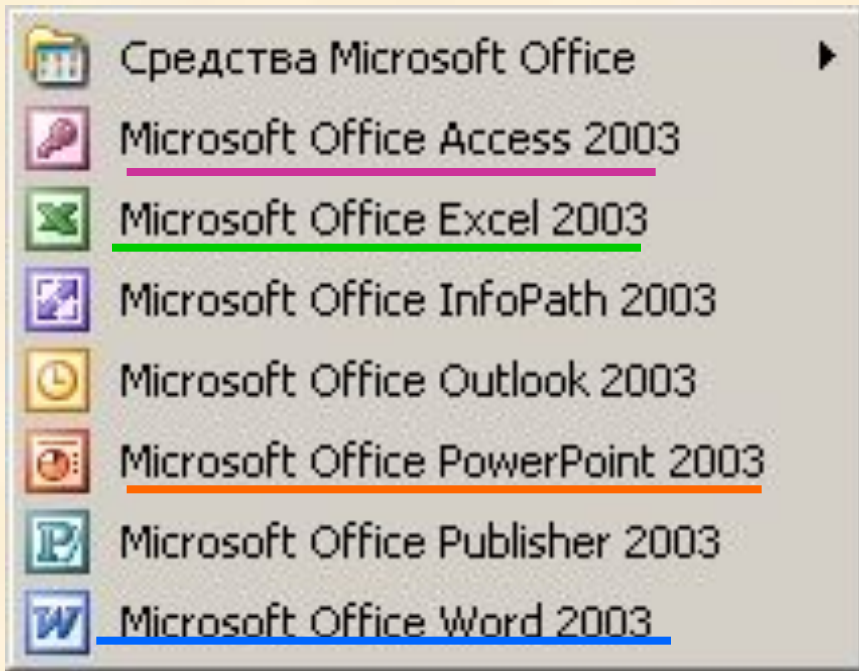 Средства Microsoft Office
Microsoft Office Access 2003
Microsoft Office Excel 2003
Microsoft Office InfoPath 2003
Microsoft Office Outlook 2003
Microsoft Office PowerPoint 2003
Microsoft Office Publisher 2003
Microsoft Office Word 2003